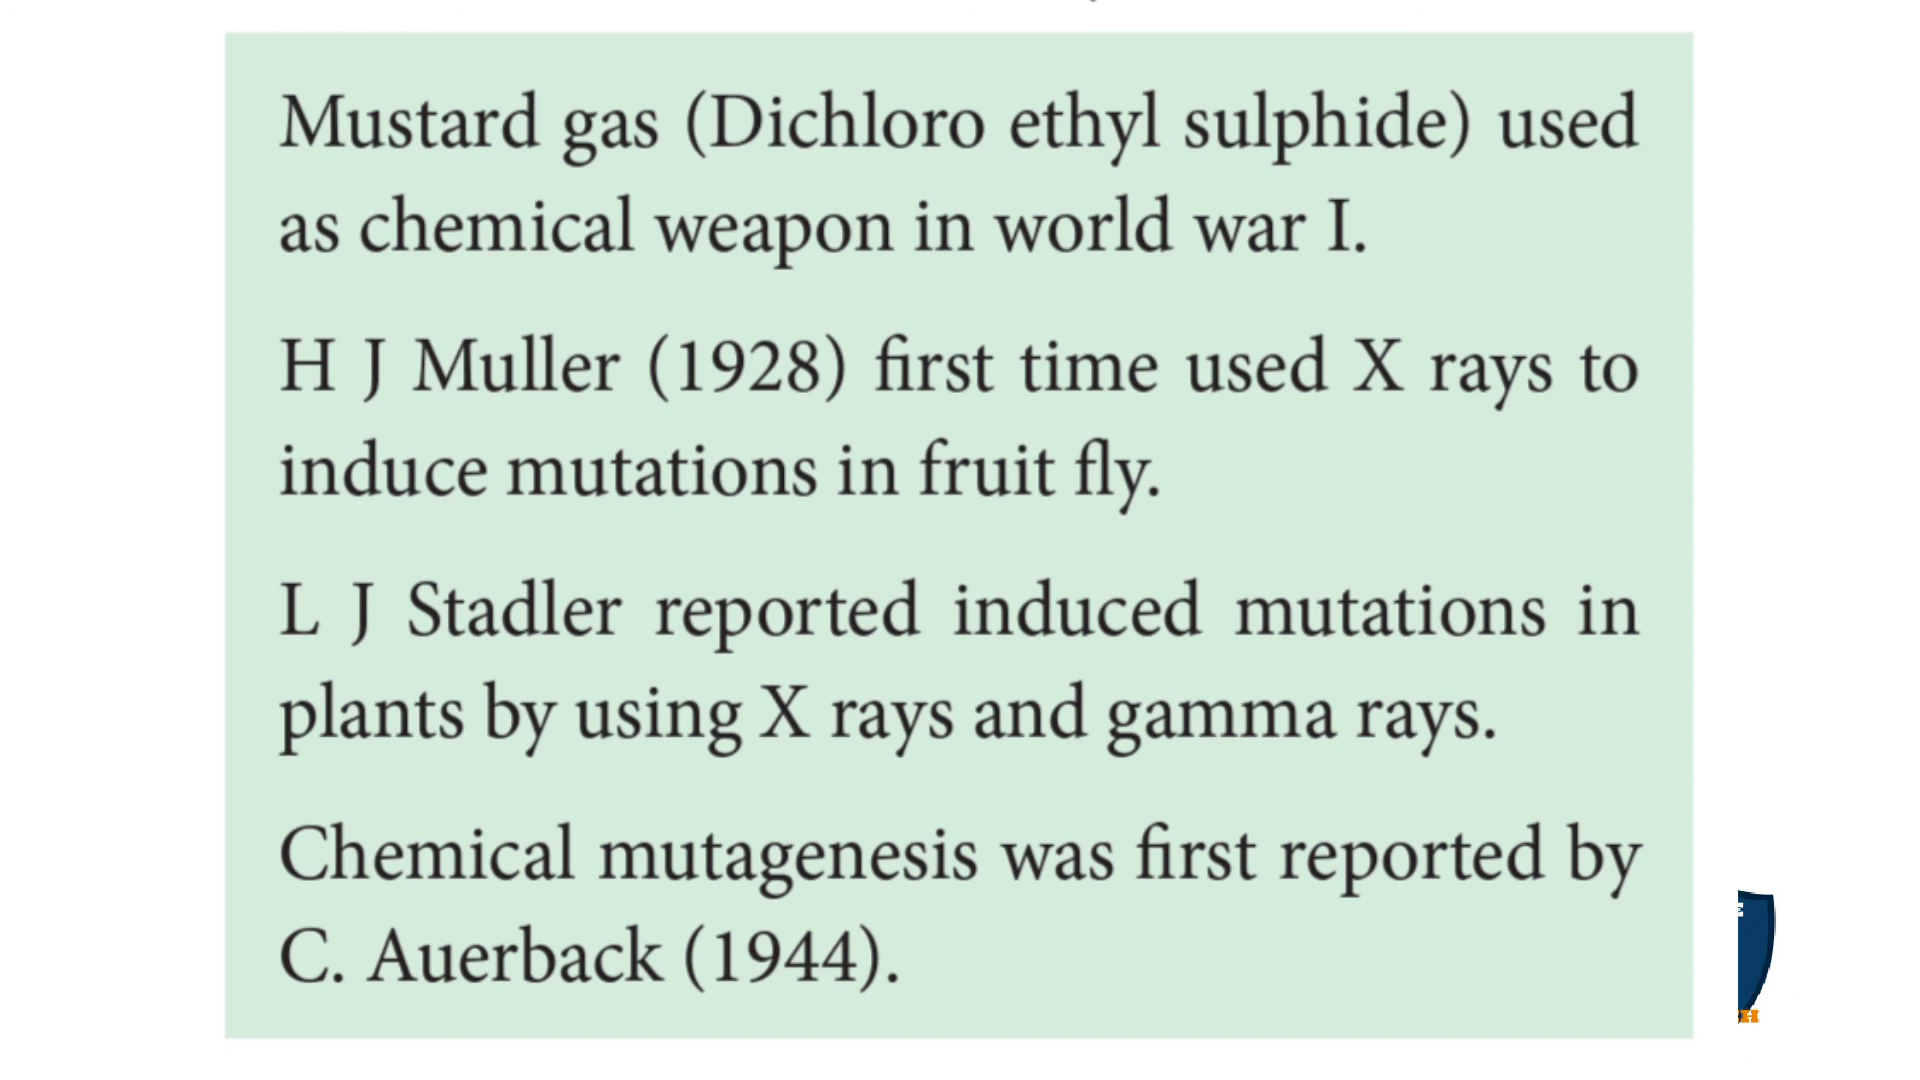 Mustard gas (Dichloro ethyl sulphide) used
as chemical weapon in world war I.
H J Muller (1928) first time used X rays to
induce mutations in fruit fly.
L J Stadler reported induced mutations in
plants by using X rays and gamma rays.
Chemical mutagenesis was first reported by
C. Auerback (1944).